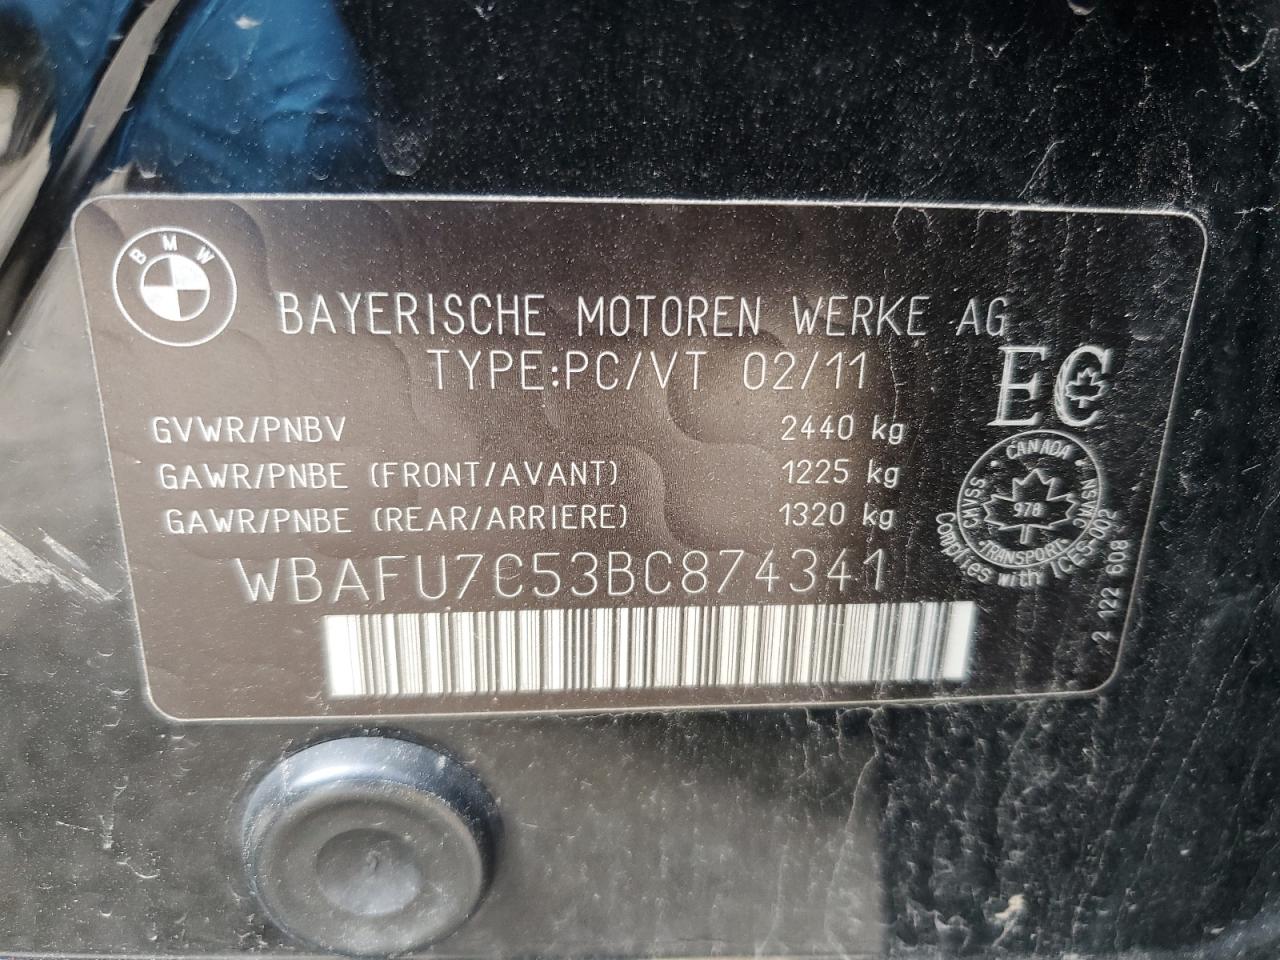 BMW
BAYERISCHE MOTOREN WERKE AG
TYPE:PC/VT 02/11
EC
GVWR/PNBV 2440 kg
GAWR/PNBE (FRONT/AVANT) 1225 kg
GAWR/PNBE (REAR/ARRIERE) 1320 kg
CANADA
CMVSS
NSVAC
978
TRANSPORT
Complies with ICES-002
2 122 608
WBAFU7C53BC874341